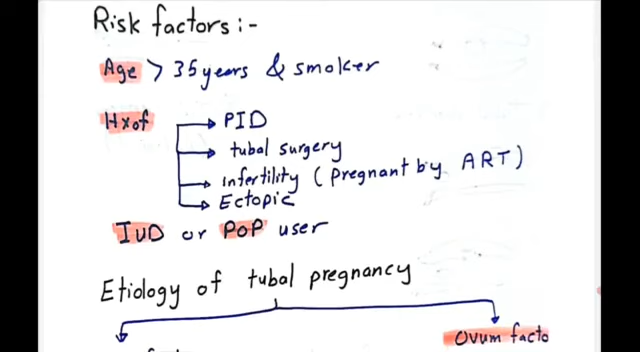 Risk factors:-
Age > 35 years & smoker
Hx of
PID
tubal surgery
infertility (pregnant by ART)
Ectopic
IUD or POP user
Etiology of tubal pregnancy
Ovum facto